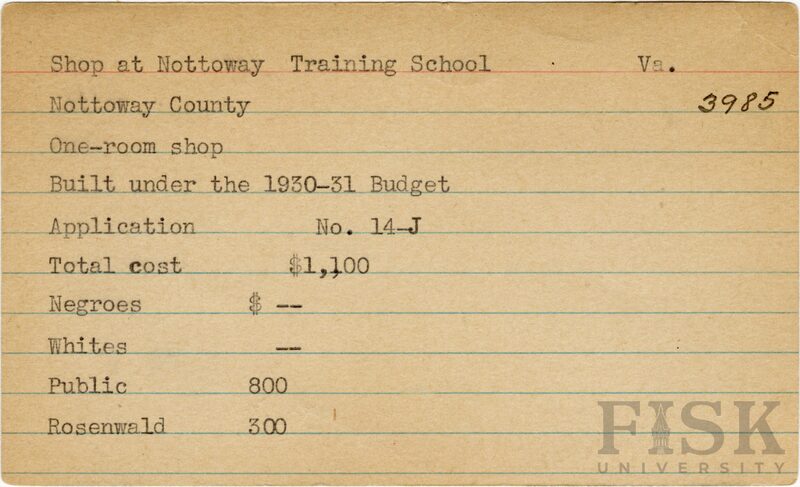 Shop at Nottoway Training School Va.
Nottoway County 3985
One-room shop
Built under the 1930-31 Budget
Application No. 14-J
Total cost $1,100
Negroes $ --
Whites --
Public 800
Rosenwald 300
FISK
UNIVERSITY